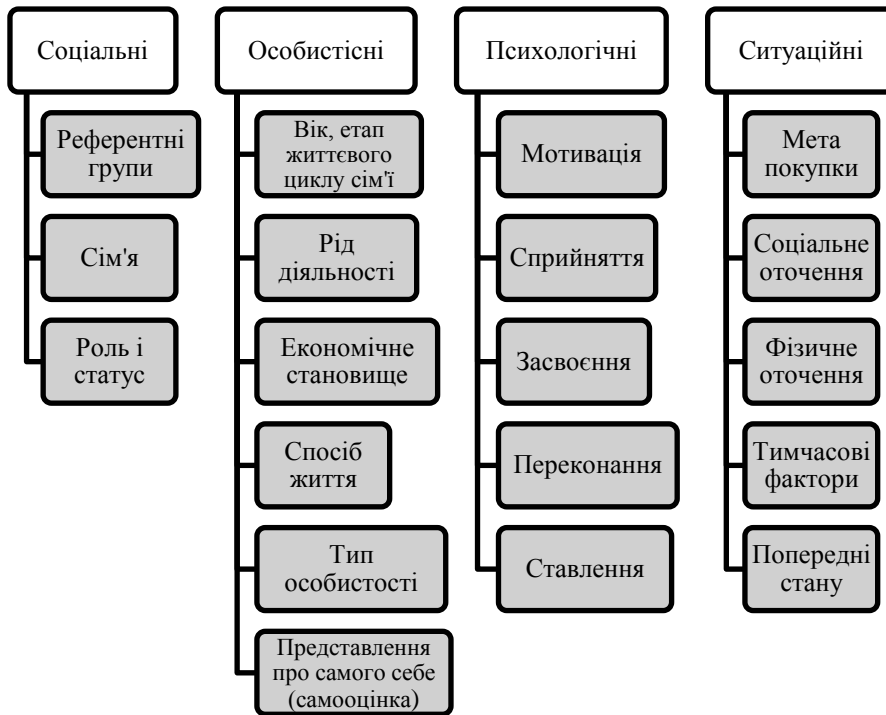 Соціальні
Референтні
групи
Сім'я
Роль і
статус
Особистісні
Вік, етап
життєвого
циклу сім'ї
Рід
діяльності
Економічне
становище
Спосіб
життя
Тип
особистості
Представлення
про самого себе
(самооцінка)
Психологічні
Мотивація
Сприйняття
Засвоєння
Переконання
Ставлення
Ситуаційні
Мета
покупки
Соціальне
оточення
Фізичне
оточення
Тимчасові
фактори
Попередні
стану